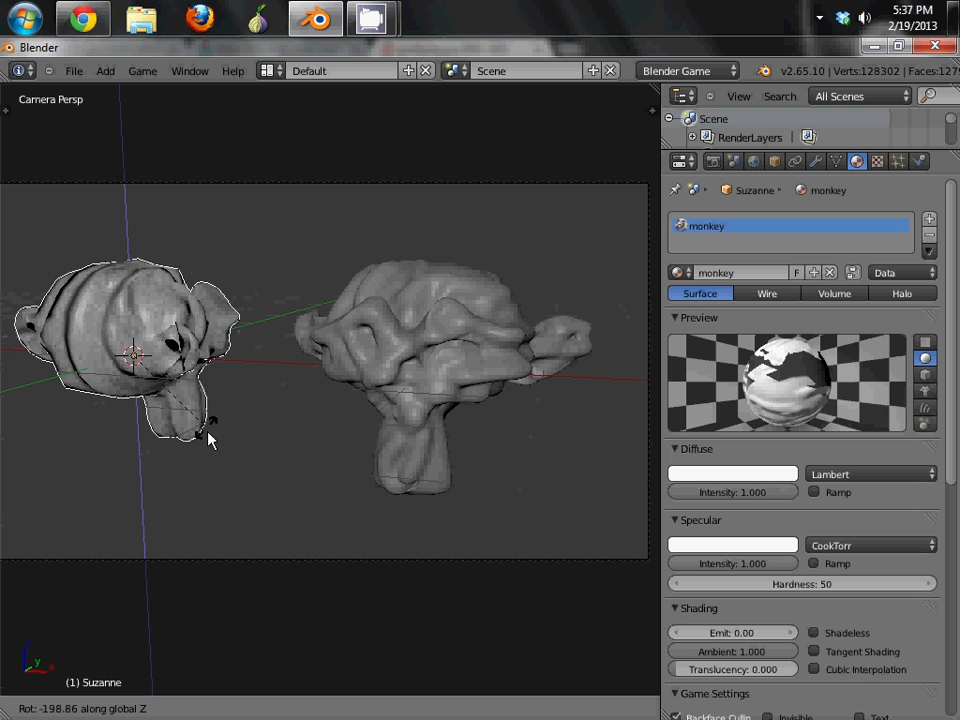 5:37 PM
2/19/2013
Blender
File Add Game Window Help Default Scene Blender Game v2.65.10 | Verts:128302 | Faces:127
Camera Persp
View Search All Scenes
Scene
RenderLayers
Suzanne monkey
monkey
monkey F Data
Surface Wire Volume Halo
Preview
Diffuse
Lambert
Intensity: 1.000 Ramp
Specular
CookTorr
Intensity: 1.000 Ramp
Hardness: 50
Shading
Emit: 0.00 Shadeless
Ambient: 1.000 Tangent Shading
Translucency: 0.000 Cubic Interpolation
z
y
x
(1) Suzanne
Game Settings
Rot: -198.86 along global Z
Backface Cullin Invisible Text